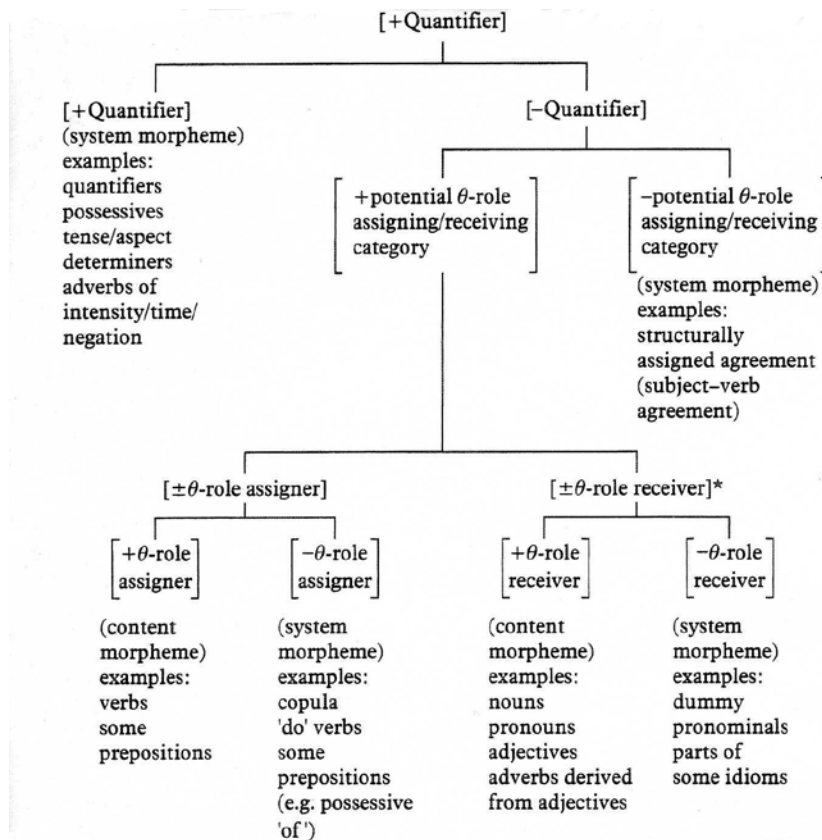 [+Quantifier]
[+Quantifier]
(system morpheme)
examples:
quantifiers
possessives
tense/aspect
determiners
adverbs of
intensity/time/
negation
[−Quantifier]
+potential θ-role
assigning/receiving
category
−potential θ-role
assigning/receiving
category
(system morpheme)
examples:
structurally
assigned agreement
(subject–verb
agreement)
[±θ-role assigner]
[±θ-role receiver]*
+θ-role
assigner
(content
morpheme)
examples:
verbs
some
prepositions
−θ-role
assigner
(system
morpheme)
examples:
copula
'do' verbs
some
prepositions
(e.g. possessive
'of')
+θ-role
receiver
(content
morpheme)
examples:
nouns
pronouns
adjectives
adverbs derived
from adjectives
−θ-role
receiver
(system
morpheme)
examples:
dummy
pronominals
parts of
some idioms